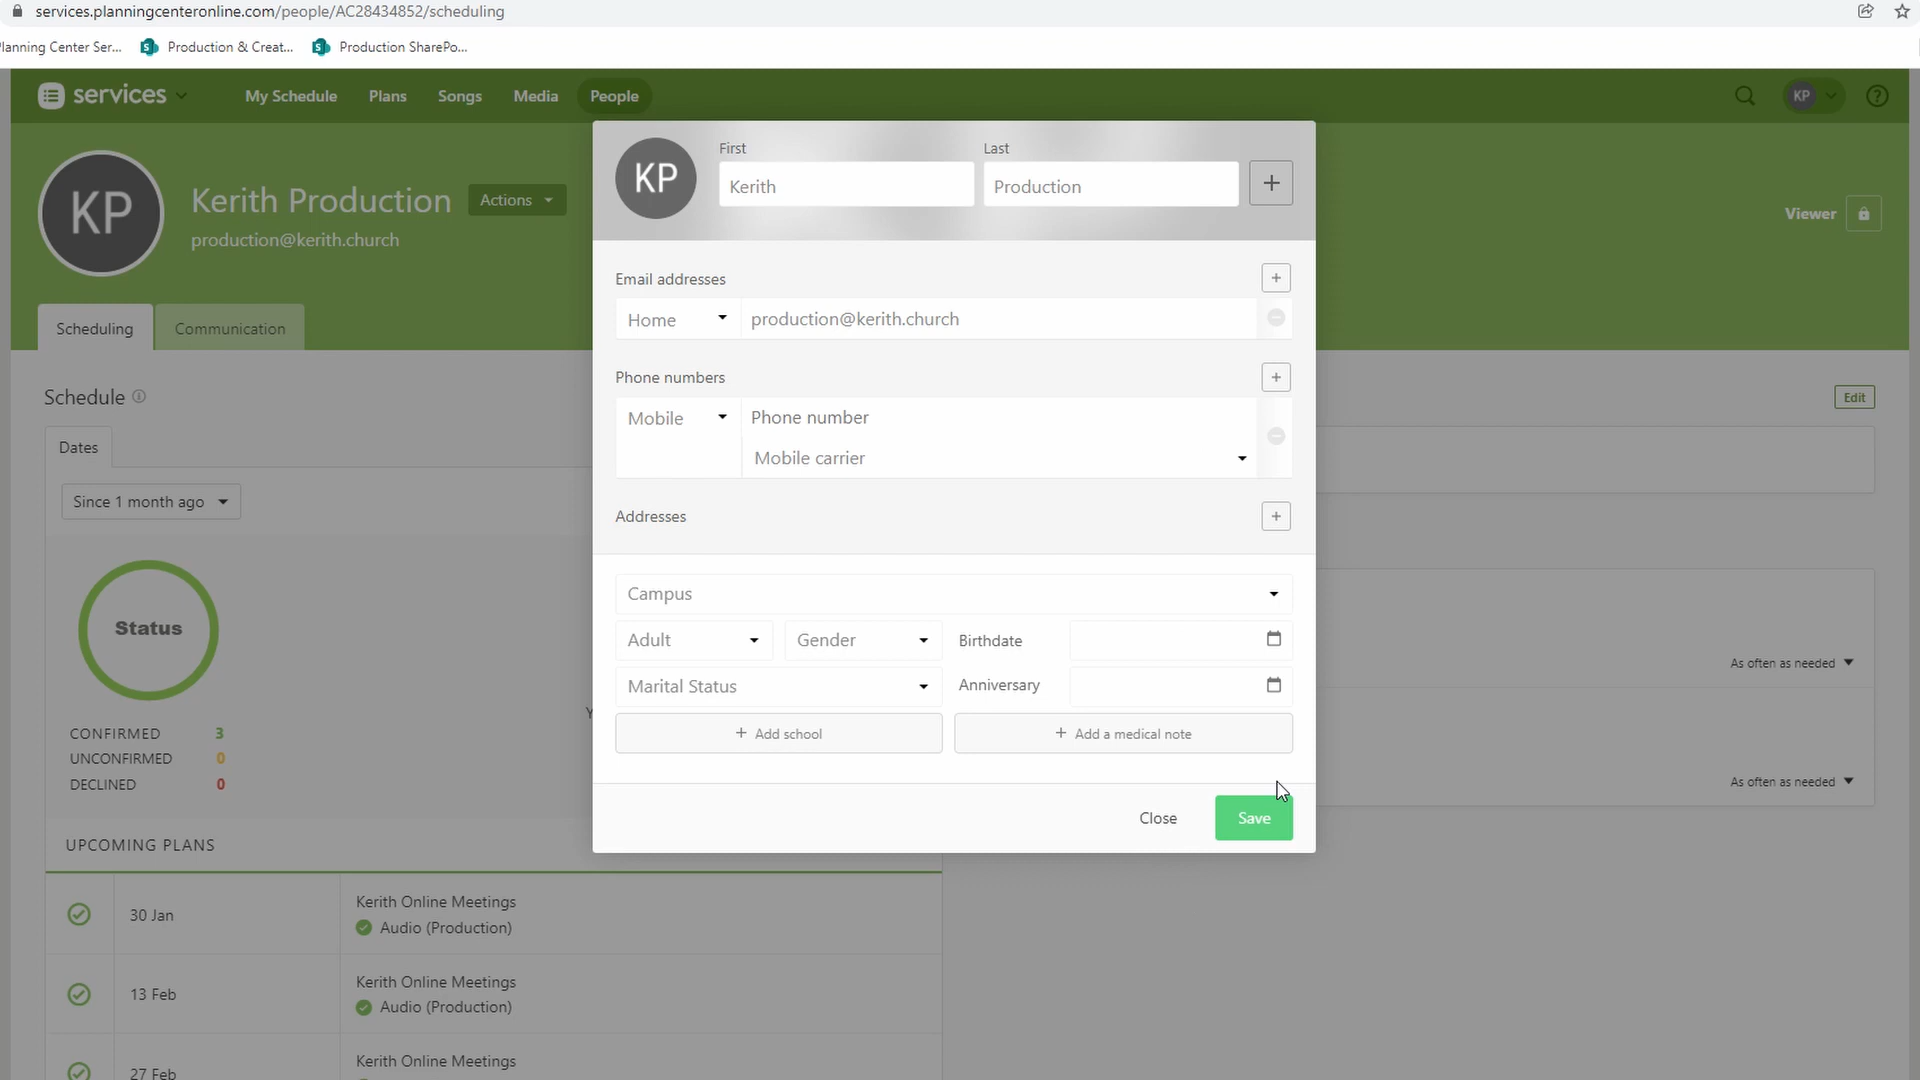 services.planningcenteronline.com/people/AC28434852/scheduling
lanning Center Ser... Production & Creat... Production SharePo...
services My Schedule Plans Songs Media People KP
KP
Kerith Production Actions
production@kerith.church
Viewer
Scheduling Communication
Schedule
Edit
Dates
Since 1 month ago
Status
CONFIRMED 3
UNCONFIRMED 0
DECLINED 0
As often as needed
As often as needed
UPCOMING PLANS
30 Jan Kerith Online Meetings
Audio (Production)
13 Feb Kerith Online Meetings
Audio (Production)
27 Feb Kerith Online Meetings
KP
First Last
Kerith Production
Email addresses
Home production@kerith.church
Phone numbers
Mobile Phone number
Mobile carrier
Addresses
Campus
Adult Gender Birthdate
Marital Status Anniversary
+ Add school + Add a medical note
Close Save